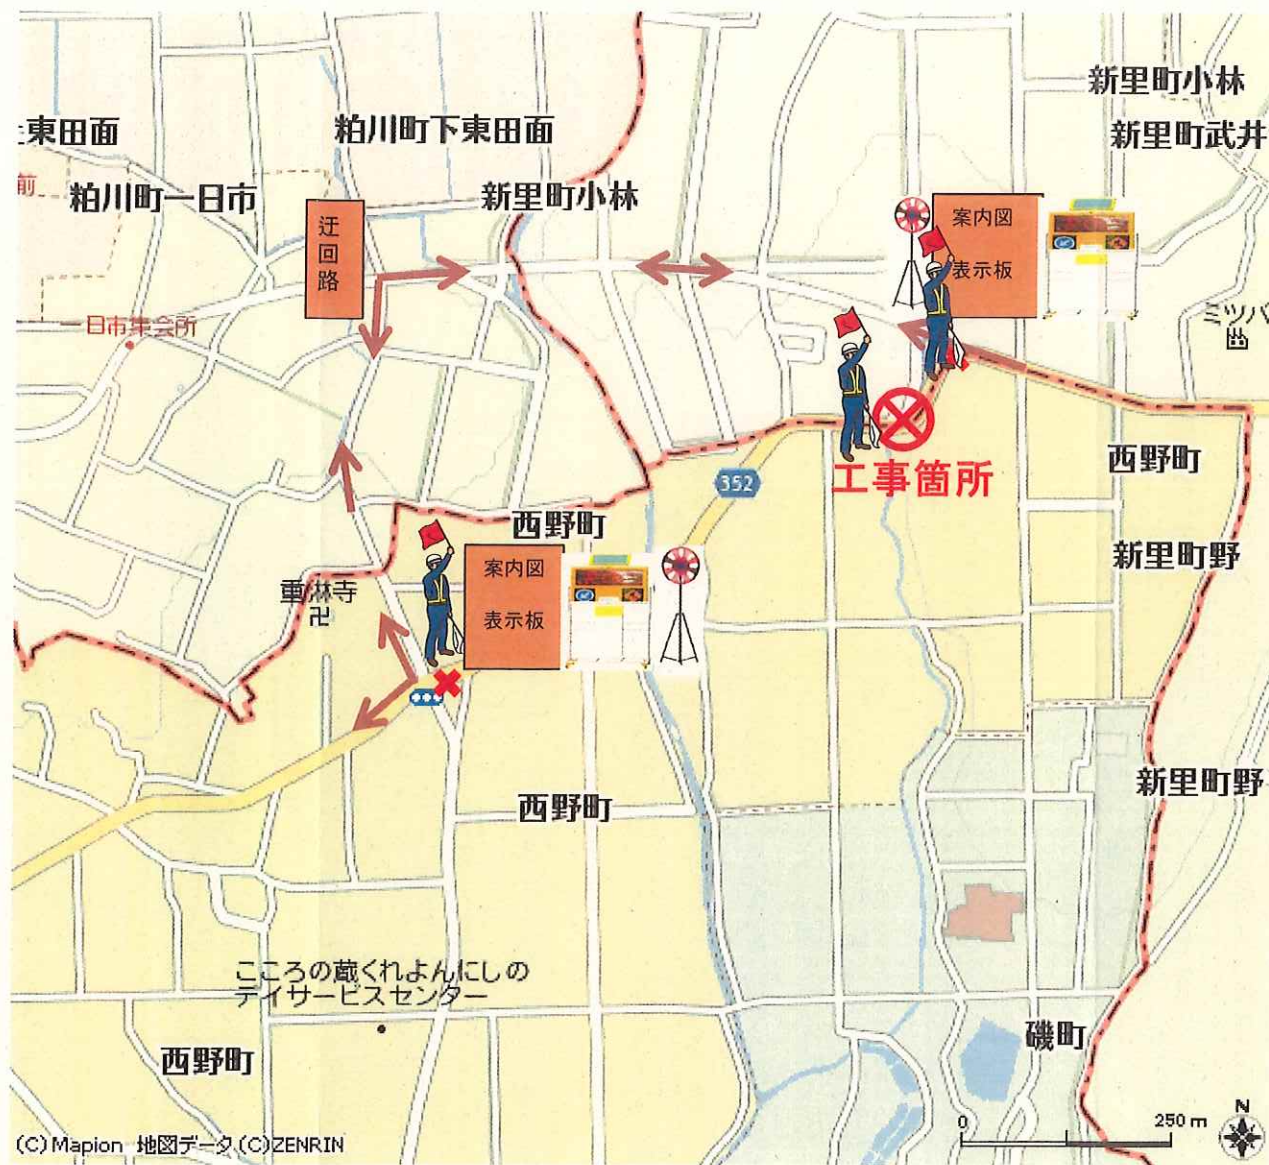 新里町小林
上東田面
粕川町下東田面
新里町武井
前
粕川町一日市
新里町小林
迂回路
案内図
表示板
一日市集会所
ミツバ
工事箇所
西野町
352
西野町
新里町野
案内図
表示板
重淋寺
卍
新里町野
西野町
こころの蔵くれよんにしの
デイサービスセンター
磯町
西野町
0
250 m
N
(C)Mapion 地図データ(C)ZENRIN